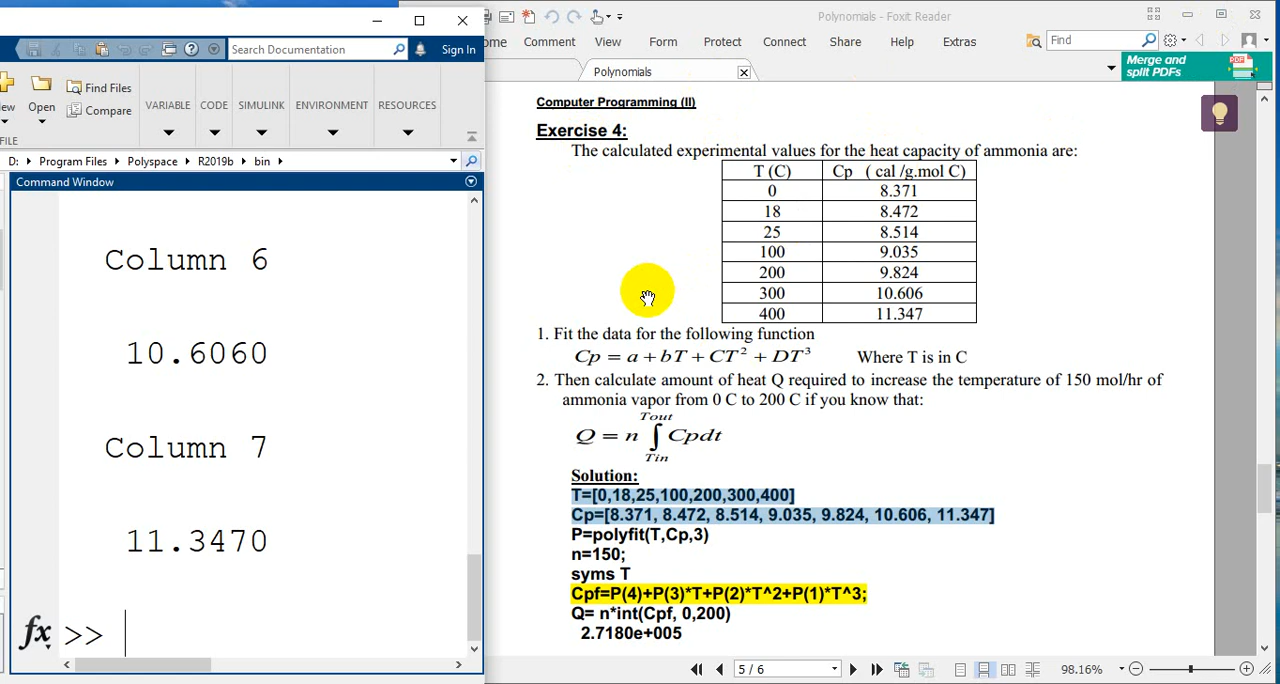 Polynomials - Foxit Reader
Search Documentation
Sign In
ome Comment View Form Protect Connect Share Help Extras
Find
ew
Open
Find Files
Compare
FILE
VARIABLE CODE SIMULINK ENVIRONMENT RESOURCES
D: Program Files Polyspace R2019b bin
Command Window
Column 6
10.6060
Column 7
11.3470
fx >>
Polynomials
Merge and
split PDFs
PDF
Computer Programming (II)
Exercise 4:
The calculated experimental values for the heat capacity of ammonia are:
T (C) Cp ( cal /g.mol C)
0 8.371
18 8.472
25 8.514
100 9.035
200 9.824
300 10.606
400 11.347
1. Fit the data for the following function
Cp = a + bT + CT² + DT³ Where T is in C
2. Then calculate amount of heat Q required to increase the temperature of 150 mol/hr of
ammonia vapor from 0 C to 200 C if you know that:
Tout
Q = n ∫ Cpdt
Tin
Solution:
T=[0,18,25,100,200,300,400]
Cp=[8.371, 8.472, 8.514, 9.035, 9.824, 10.606, 11.347]
P=polyfit(T,Cp,3)
n=150;
syms T
Cpf=P(4)+P(3)*T+P(2)*T^2+P(1)*T^3;
Q= n*int(Cpf, 0,200)
2.7180e+005
5 / 6
98.16%